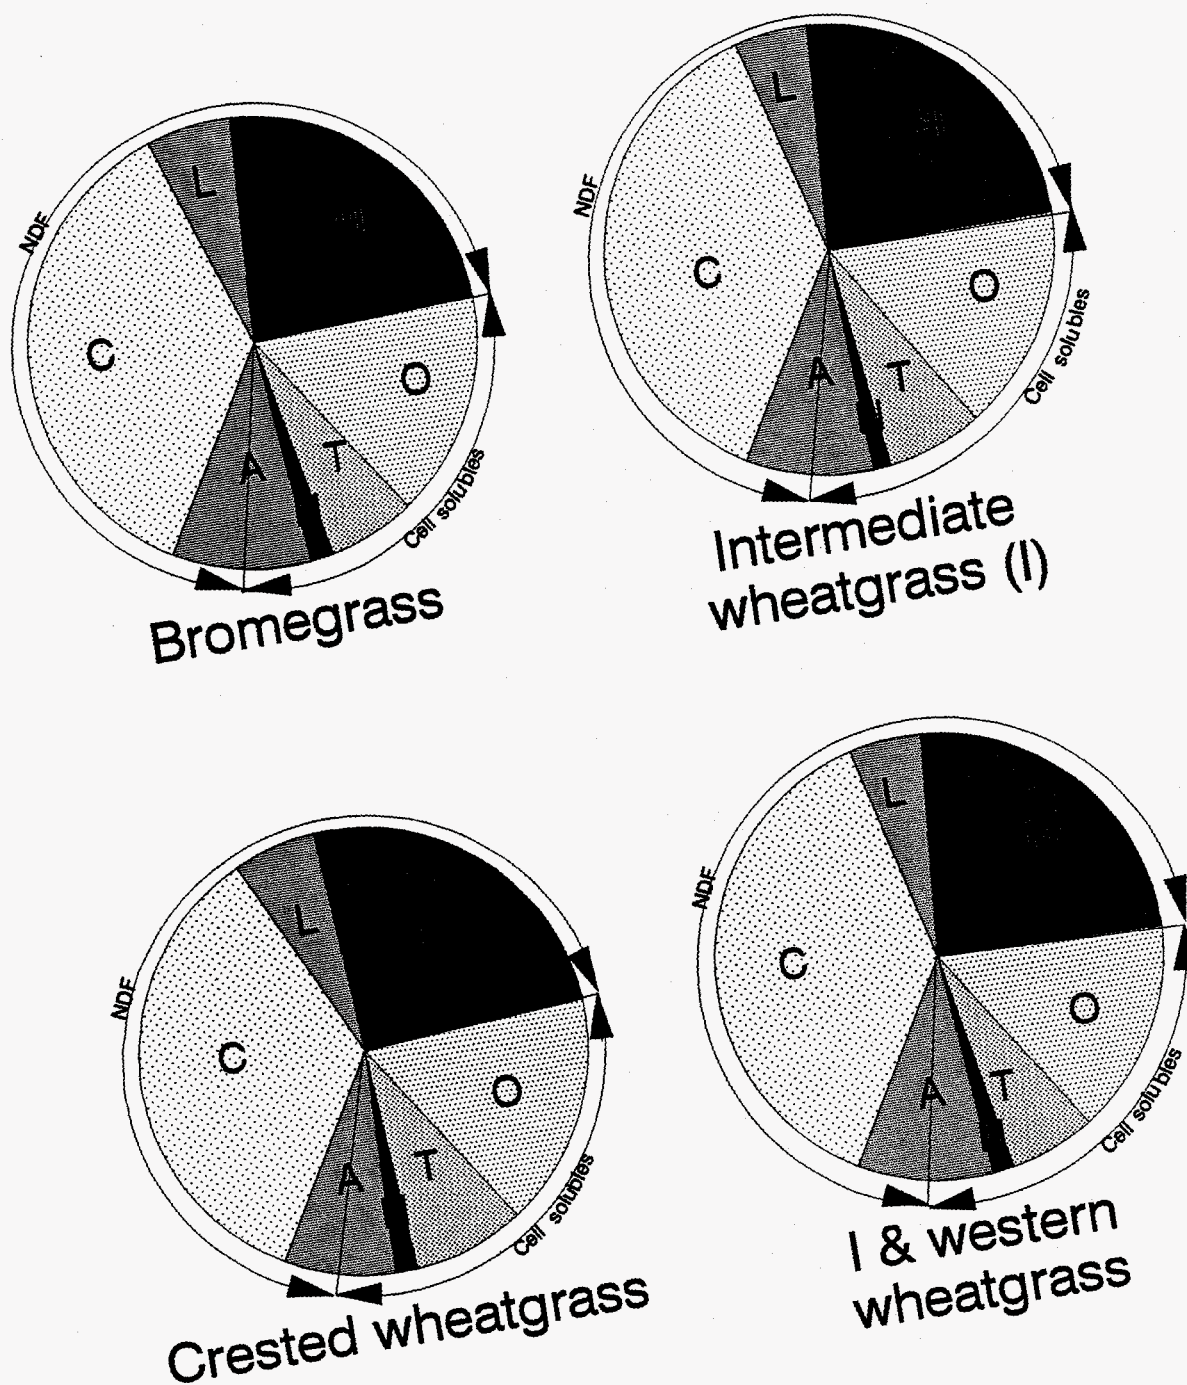 L
NDF
C
O
A
T
Cell solubles
Bromegrass
L
NDF
C
O
A
T
Cell solubles
Intermediate
wheatgrass (I)
L
NDF
C
O
A
T
Cell solubles
Crested wheatgrass
L
NDF
C
O
A
T
Cell solubles
I & western
wheatgrass